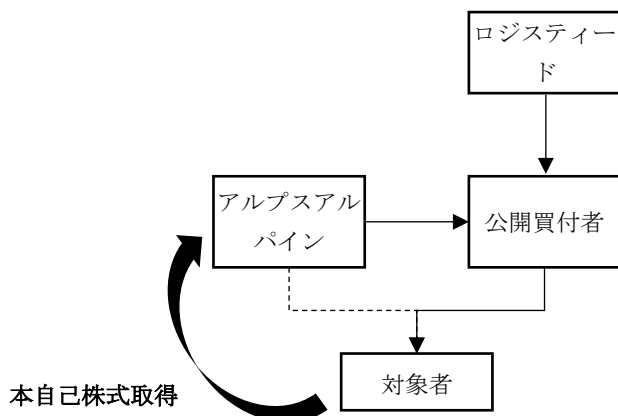 ロジスティー
ド
アルプスアル
パイン
公開買付者
対象者
本自己株式取得